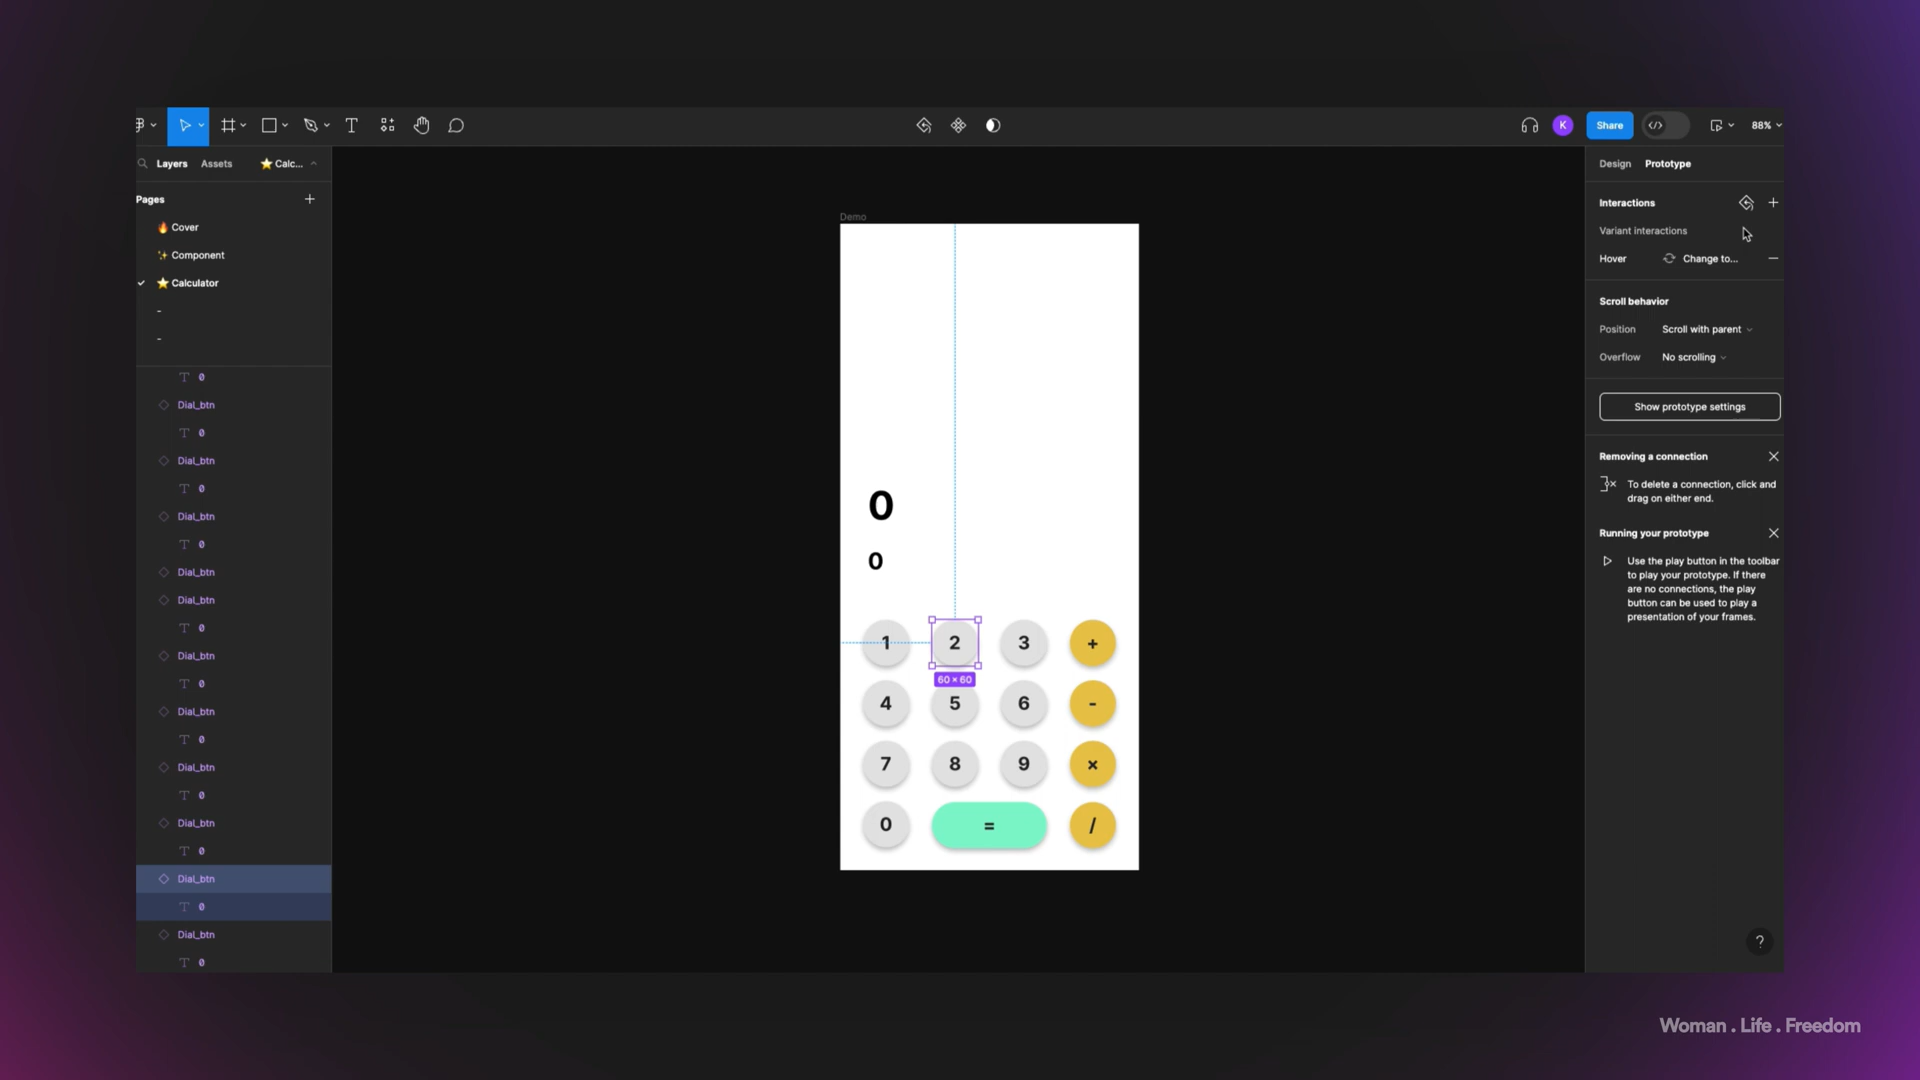 K
Share
88%
Layers
Assets
⭐ Calc...
Design
Prototype
Pages
🔥 Cover
✨ Component
⭐ Calculator
-
-
0
Dial_btn
0
Dial_btn
0
Dial_btn
0
Dial_btn
Dial_btn
0
Dial_btn
0
Dial_btn
0
Dial_btn
0
Dial_btn
0
Dial_btn
0
Dial_btn
0
Demo
0
0
1
2
3
+
60 × 60
4
5
6
-
7
8
9
×
0
=
/
Interactions
Variant interactions
Hover
Change to...
Scroll behavior
Position
Scroll with parent
Overflow
No scrolling
Show prototype settings
Removing a connection
To delete a connection, click and
drag on either end.
Running your prototype
Use the play button in the toolbar
to play your prototype. If there
are no connections, the play
button can be used to play a
presentation of your frames.
?
Woman . Life . Freedom